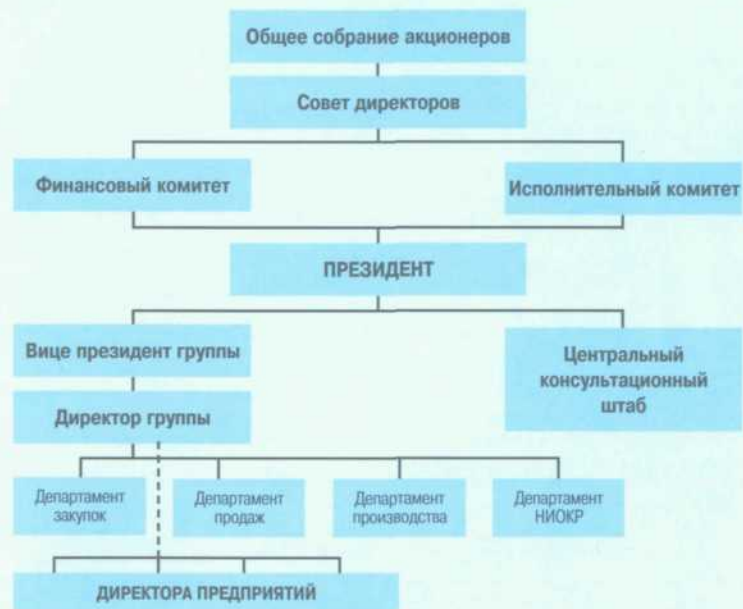 Общее собрание акционеров
Совет директоров
Финансовый комитет
Исполнительный комитет
ПРЕЗИДЕНТ
Вице президент группы
Центральный
консультационный
штаб
Директор группы
Департамент
закупок
Департамент
продаж
Департамент
производства
Департамент
НИОКР
ДИРЕКТОРА ПРЕДПРИЯТИЙ